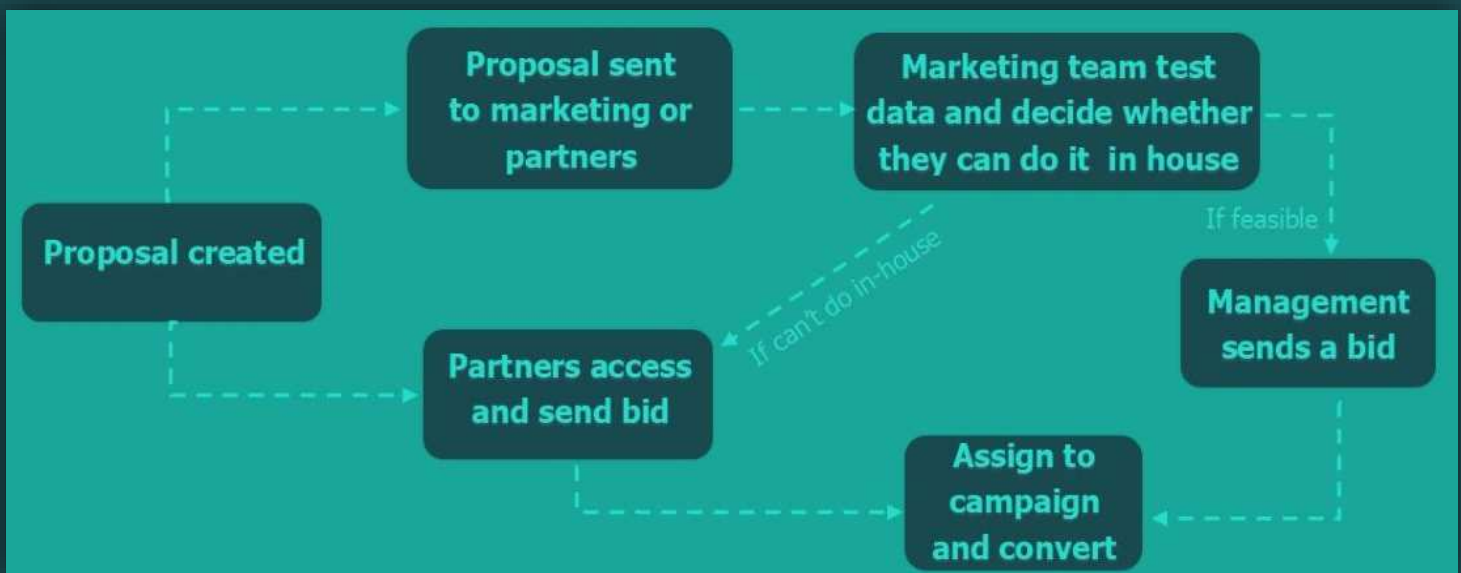 Proposal sent
to marketing or
partners
Marketing team test
data and decide whether
they can do it in house
Proposal created
If feasible
If can't do in-house
Management
sends a bid
Partners access
and send bid
Assign to
campaign
and convert